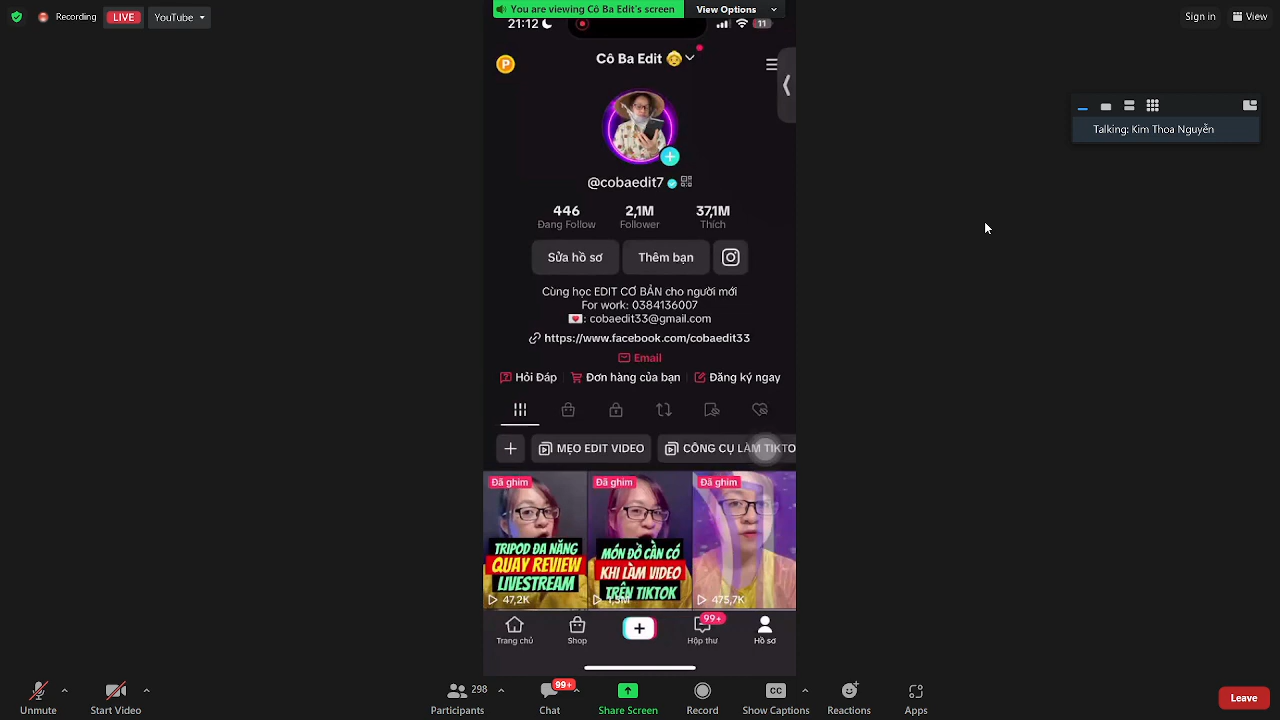 Recording
LIVE
YouTube
You are viewing Cô Ba Edit's screen
View Options
Sign in
View
Talking: Kim Thoa Nguyễn
21:12
11
P
Cô Ba Edit
@cobaedit7
446
2,1M
37,1M
Đang Follow
Follower
Thích
Sửa hồ sơ
Thêm bạn
Cùng học EDIT CƠ BẢN cho người mới
For work: 0384136007
: cobaedit33@gmail.com
https://www.facebook.com/cobaedit33
Email
Hỏi Đáp
Đơn hàng của bạn
Đăng ký ngay
MẸO EDIT VIDEO
CÔNG CỤ LÀM TIKTO
Đã ghim
TRIPOD ĐA NĂNG
QUAY REVIEW
LIVESTREAM
47,2K
Đã ghim
MÓN ĐỒ CẦN CÓ
KHI LÀM VIDEO
TRÊN TIKTOK
1,5M
Đã ghim
475,7K
Trang chủ
Shop
99+
Hộp thư
Hồ sơ
Unmute
Start Video
298
Participants
99+
Chat
Share Screen
Record
CC
Show Captions
Reactions
Apps
Leave